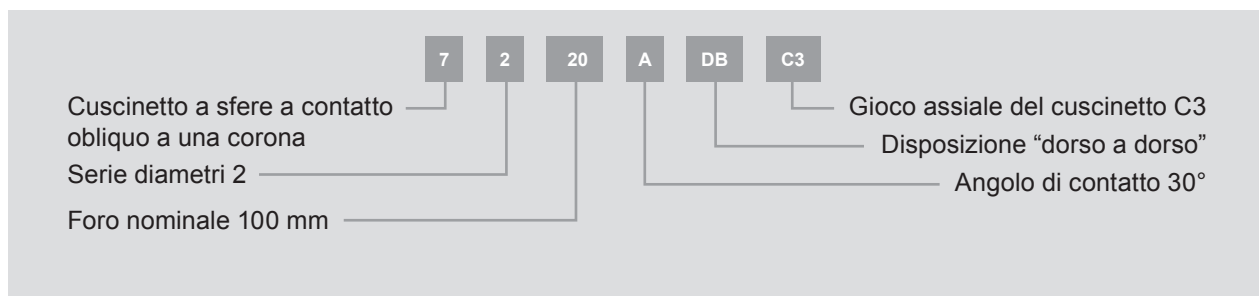 7 2 20 A DB C3
Cuscinetto a sfere a contatto
obliquo a una corona
Serie diametri 2
Foro nominale 100 mm
Gioco assiale del cuscinetto C3
Disposizione “dorso a dorso”
Angolo di contatto 30°